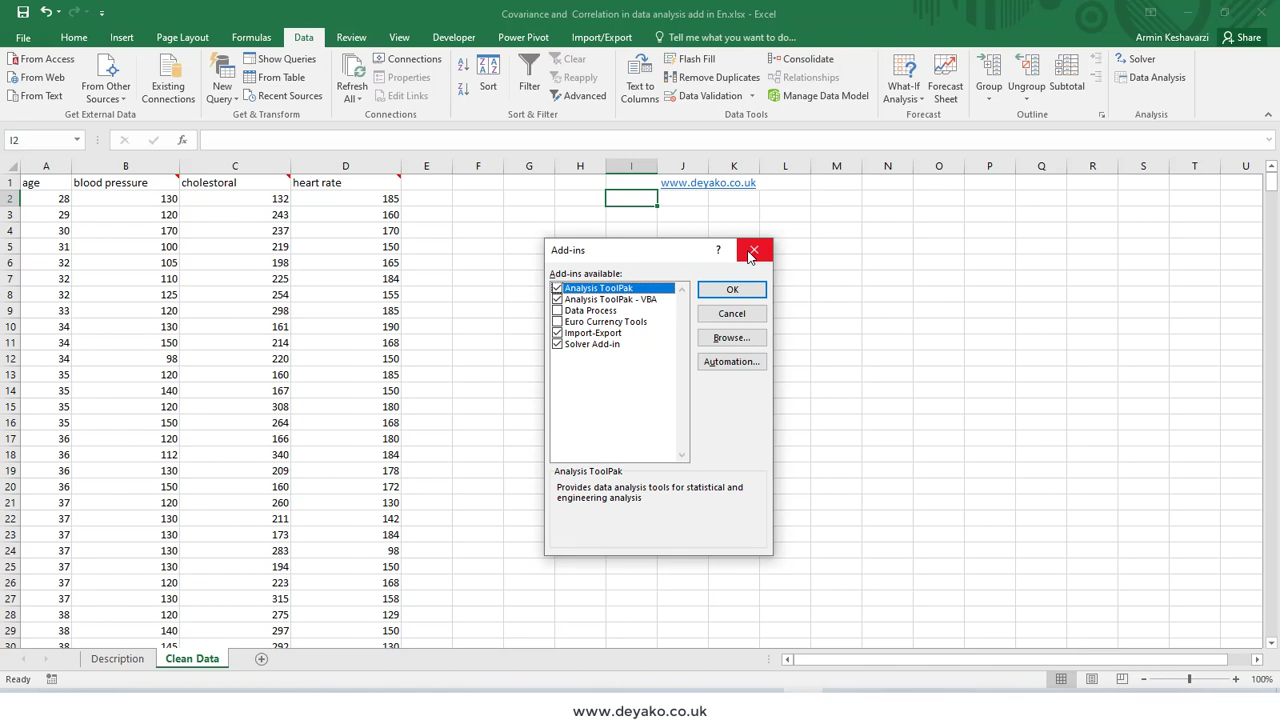 Covariance and Correlation in data analysis add in En.xlsx - Excel
File Home Insert Page Layout Formulas Data Review View Developer Power Pivot Import/Export Tell me what you want to do... Armin Keshavarzi Share
From Access
From Web
From Text
From Other Sources
Existing Connections
Get External Data
New Query
Show Queries
From Table
Recent Sources
Get & Transform
Refresh All
Connections
Properties
Edit Links
Connections
Sort
Filter
Clear
Reapply
Advanced
Sort & Filter
Text to Columns
Flash Fill
Remove Duplicates
Data Validation
Consolidate
Relationships
Manage Data Model
Data Tools
What-If Analysis
Forecast Sheet
Forecast
Group
Ungroup
Subtotal
Outline
Solver
Data Analysis
Analysis
I2 fx
A B C D E F G H I J K L M N O P Q R S T U
1 age blood pressure cholestoral heart rate www.deyako.co.uk
2 28 130 132 185
3 29 120 243 160
4 30 170 237 170
5 31 100 219 150
6 32 105 198 165
7 32 110 225 184
8 32 125 254 155
9 33 120 298 185
10 34 130 161 190
11 34 150 214 168
12 34 98 220 150
13 35 120 160 185
14 35 140 167 150
15 35 120 308 180
16 35 150 264 168
17 36 120 166 180
18 36 112 340 184
19 36 130 209 178
20 36 150 160 172
21 37 120 260 130
22 37 130 211 142
23 37 130 173 184
24 37 130 283 98
25 37 130 194 150
26 37 120 223 168
27 37 130 315 158
28 38 120 275 129
29 38 140 297 150
30 38 145 292 130
Add-ins ?
Add-ins available:
Analysis ToolPak
Analysis ToolPak - VBA
Data Process
Euro Currency Tools
Import-Export
Solver Add-in
OK
Cancel
Browse...
Automation...
Analysis ToolPak
Provides data analysis tools for statistical and
engineering analysis
Description Clean Data
Ready 100%
www.deyako.co.uk